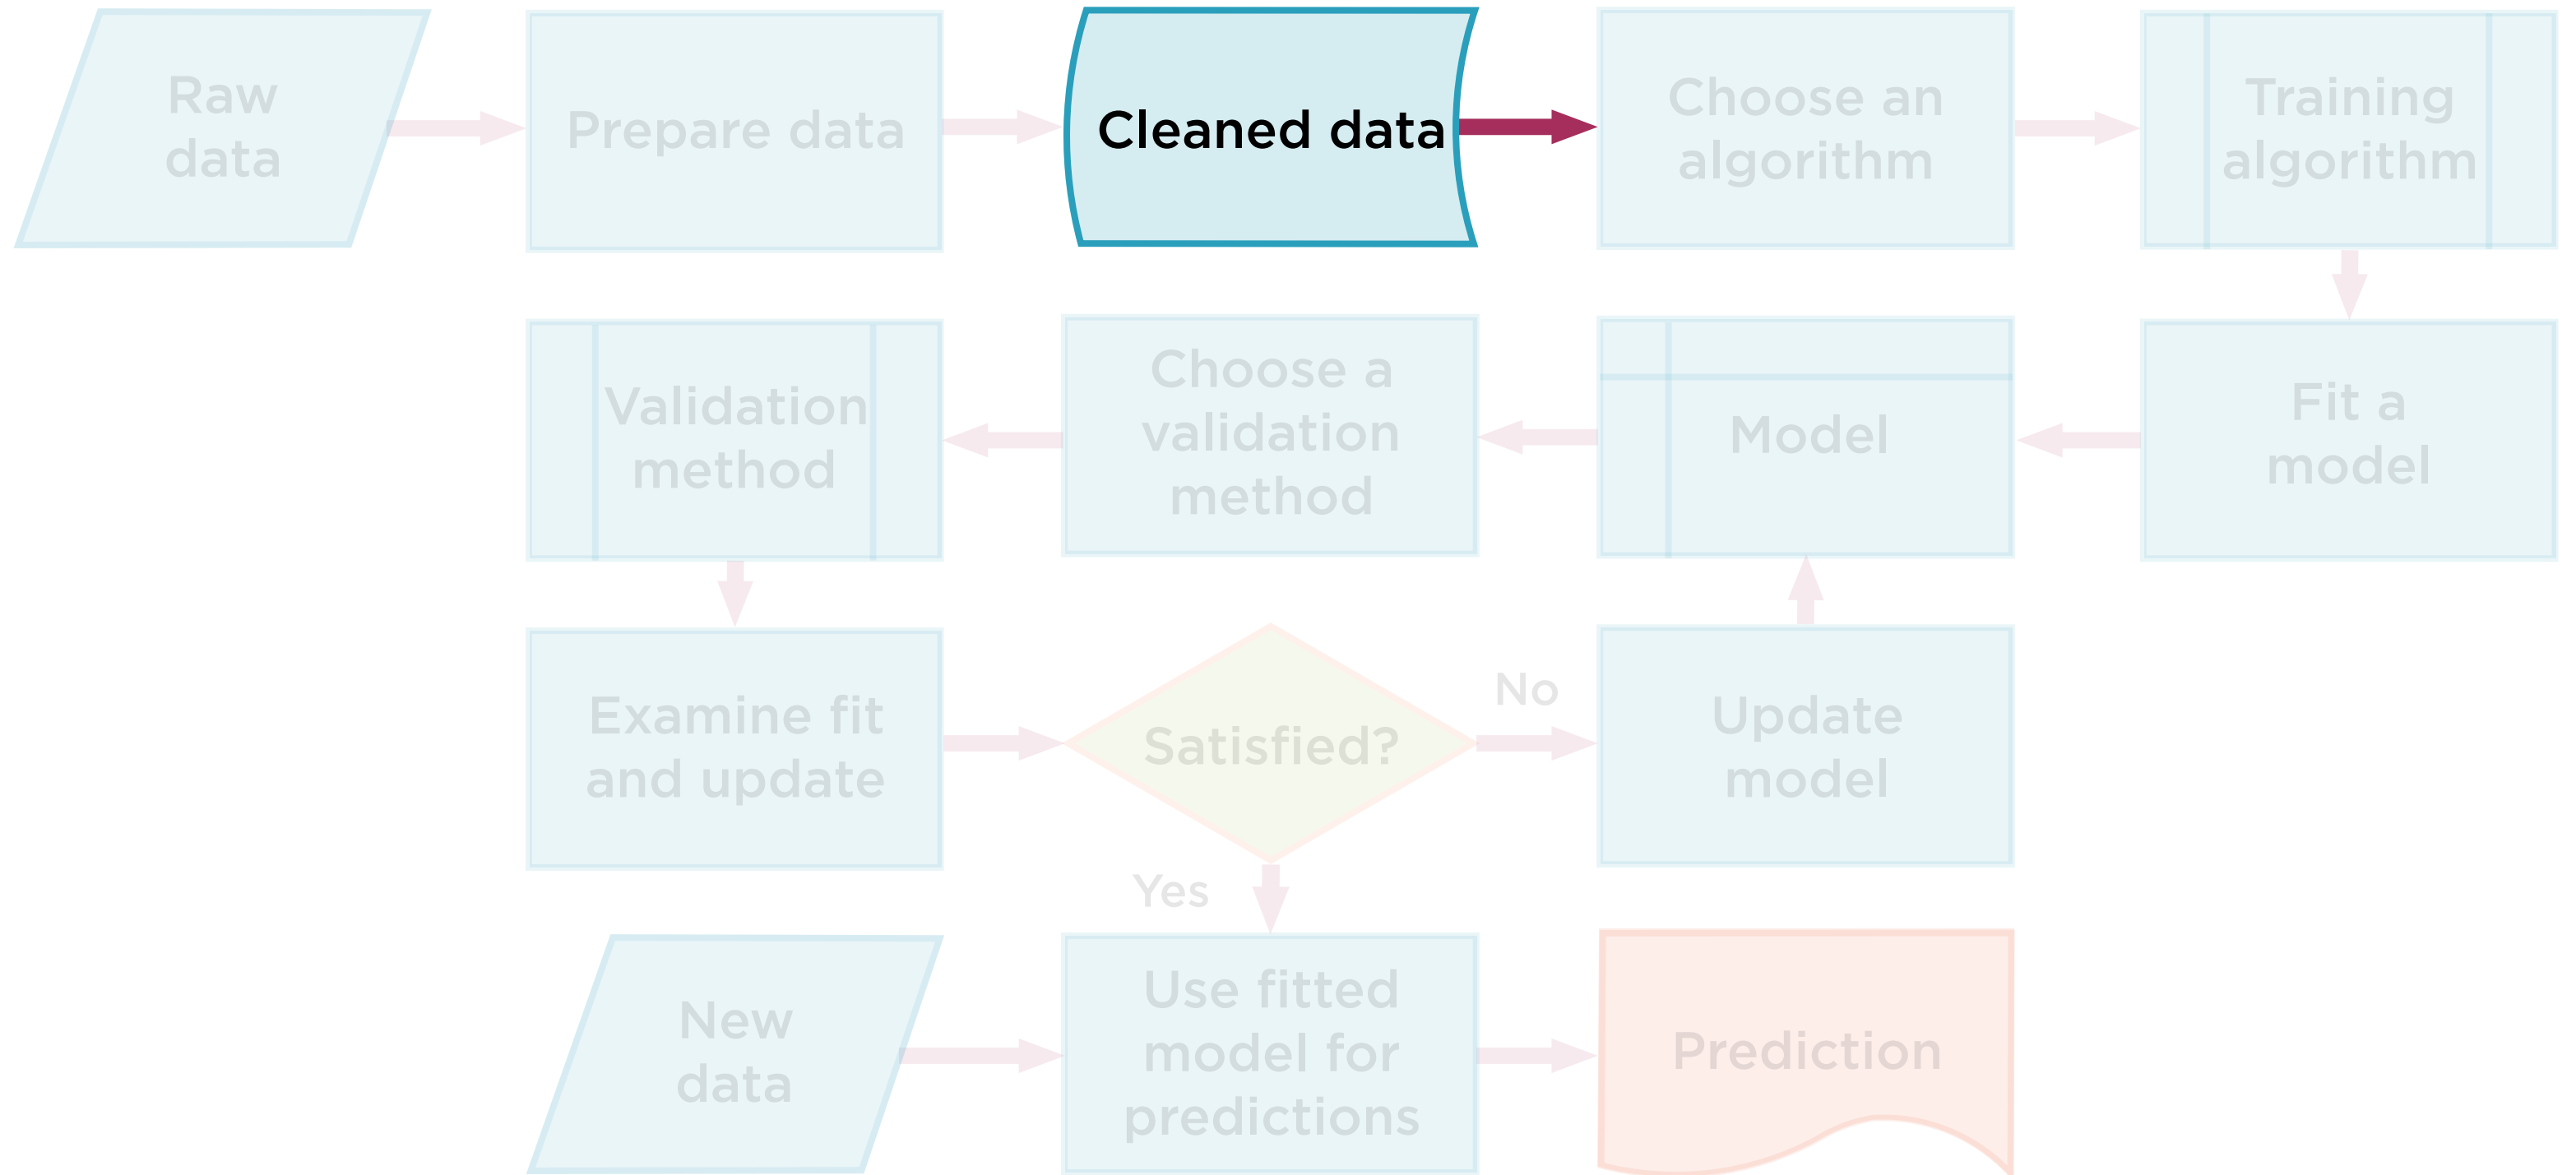 Raw
data
Prepare data
Cleaned data
Choose an
algorithm
Training
algorithm
Validation
method
Choose a
validation
method
Model
Fit a
model
Examine fit
and update
Satisfied?
No
Update
model
Yes
New
data
Use fitted
model for
predictions
Prediction